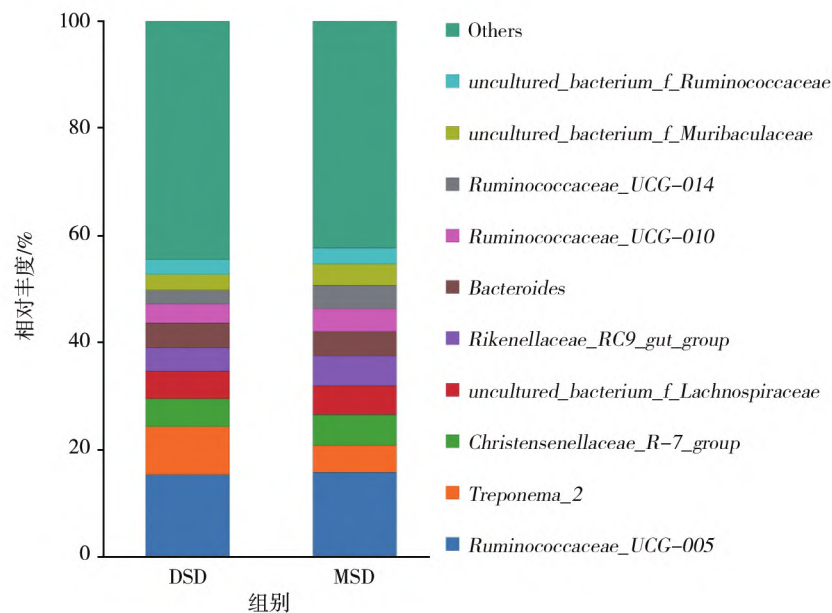 100
80
60
40
20
0
相对丰度/%
DSD
MSD
组别
Others
uncultured_bacterium_f_Ruminococcaceae
uncultured_bacterium_f_Muribaculaceae
Ruminococcaceae_UCG-014
Ruminococcaceae_UCG-010
Bacteroides
Rikenellaceae_RC9_gut_group
uncultured_bacterium_f_Lachnospiraceae
Christensenellaceae_R-7_group
Treponema_2
Ruminococcaceae_UCG-005